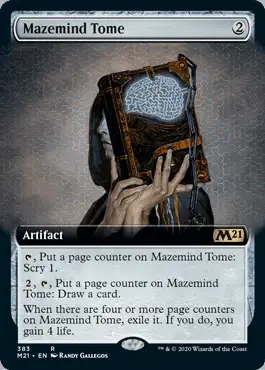 Mazemind Tome 2
Artifact M21
T, Put a page counter on Mazemind Tome:
Scry 1.
2, T, Put a page counter on Mazemind
Tome: Draw a card.
When there are four or more page counters
on Mazemind Tome, exile it. If you do, you
gain 4 life.
383 R
M21 • EN RANDY GALLEGOS ™ & © 2020 Wizards of the Coast